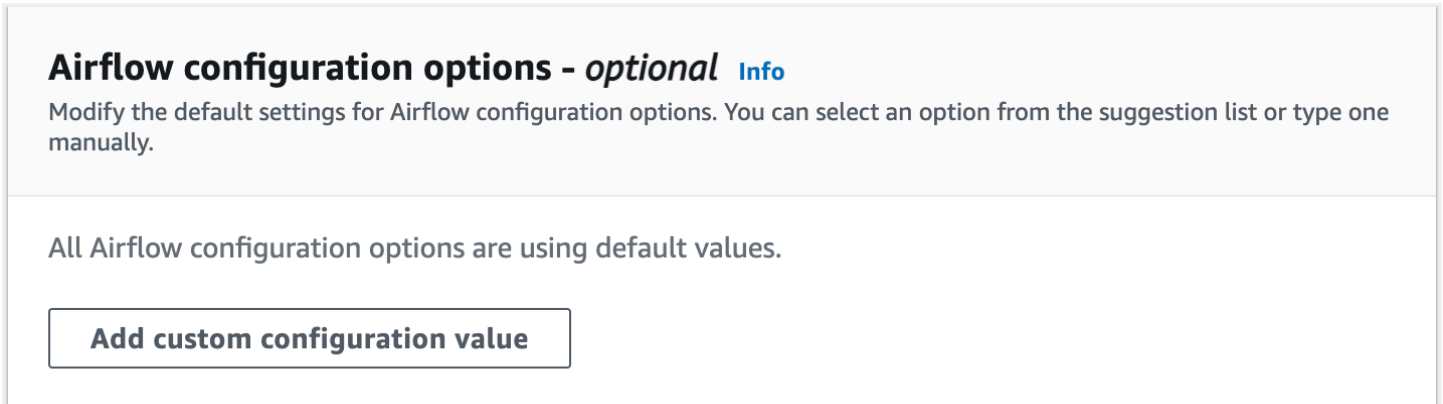 Airflow configuration options - optional Info
Modify the default settings for Airflow configuration options. You can select an option from the suggestion list or type one
manually.
All Airflow configuration options are using default values.
Add custom configuration value